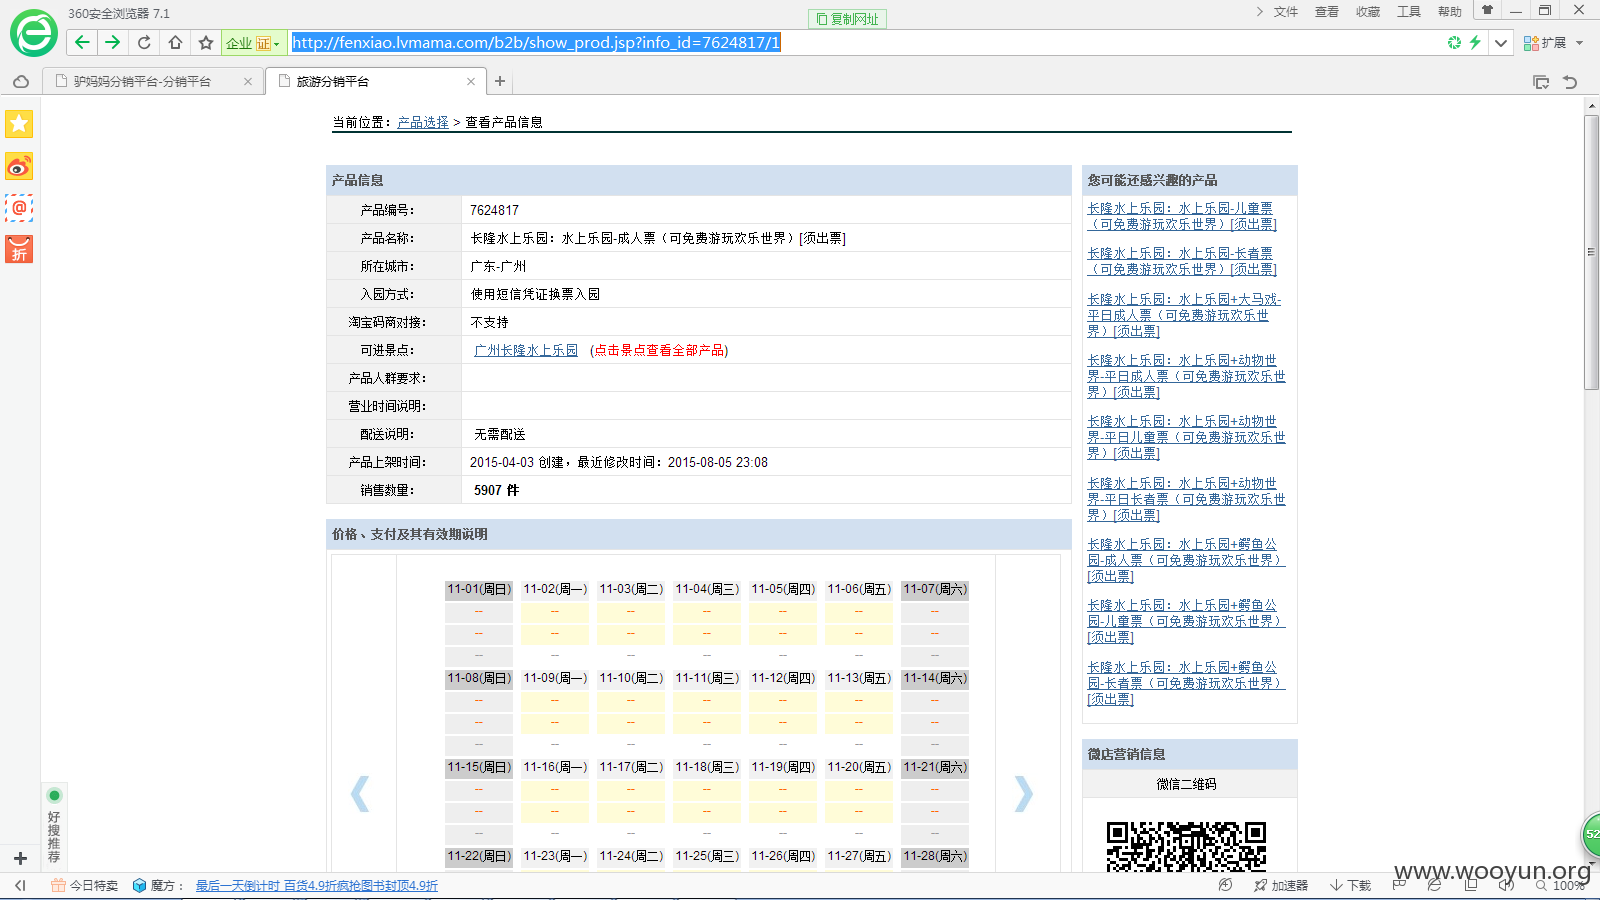 360安全浏览器 7.1
复制网址
文件 查看 收藏 工具 帮助
企业 证
http://fenxiao.lvmama.com/b2b/show_prod.jsp?info_id=7624817/1
扩展
驴妈妈分销平台-分销平台
旅游分销平台
当前位置：产品选择 > 查看产品信息
产品信息
产品编号： 7624817
产品名称： 长隆水上乐园：水上乐园-成人票（可免费游玩欢乐世界）[须出票]
所在城市： 广东-广州
入园方式： 使用短信凭证换票入园
淘宝码商对接： 不支持
可进景点： 广州长隆水上乐园 (点击景点查看全部产品)
产品人群要求：
营业时间说明：
配送说明： 无需配送
产品上架时间： 2015-04-03 创建，最近修改时间：2015-08-05 23:08
销售数量： 5907 件
价格、支付及其有效期说明
11-01(周日) 11-02(周一) 11-03(周二) 11-04(周三) 11-05(周四) 11-06(周五) 11-07(周六)
-- -- -- -- -- -- --
-- -- -- -- -- -- --
-- -- -- -- -- -- --
11-08(周日) 11-09(周一) 11-10(周二) 11-11(周三) 11-12(周四) 11-13(周五) 11-14(周六)
-- -- -- -- -- -- --
-- -- -- -- -- -- --
-- -- -- -- -- -- --
11-15(周日) 11-16(周一) 11-17(周二) 11-18(周三) 11-19(周四) 11-20(周五) 11-21(周六)
-- -- -- -- -- -- --
-- -- -- -- -- -- --
-- -- -- -- -- -- --
11-22(周日) 11-23(周一) 11-24(周二) 11-25(周三) 11-26(周四) 11-27(周五) 11-28(周六)
您可能还感兴趣的产品
长隆水上乐园：水上乐园-儿童票
（可免费游玩欢乐世界）[须出票]
长隆水上乐园：水上乐园-长者票
（可免费游玩欢乐世界）[须出票]
长隆水上乐园：水上乐园+大马戏-
平日成人票（可免费游玩欢乐世
界）[须出票]
长隆水上乐园：水上乐园+动物世
界-平日成人票（可免费游玩欢乐世
界）[须出票]
长隆水上乐园：水上乐园+动物世
界-平日儿童票（可免费游玩欢乐世
界）[须出票]
长隆水上乐园：水上乐园+动物世
界-平日长者票（可免费游玩欢乐世
界）[须出票]
长隆水上乐园：水上乐园+鳄鱼公
园-成人票（可免费游玩欢乐世界）
[须出票]
长隆水上乐园：水上乐园+鳄鱼公
园-儿童票（可免费游玩欢乐世界）
[须出票]
长隆水上乐园：水上乐园+鳄鱼公
园-长者票（可免费游玩欢乐世界）
[须出票]
微店营销信息
微信二维码
折
好搜推荐
52
www.wooyun.org
今日特卖 魔方： 最后一天倒计时 百货4.9折疯抢图书封顶4.9折
加速器 下载 100%